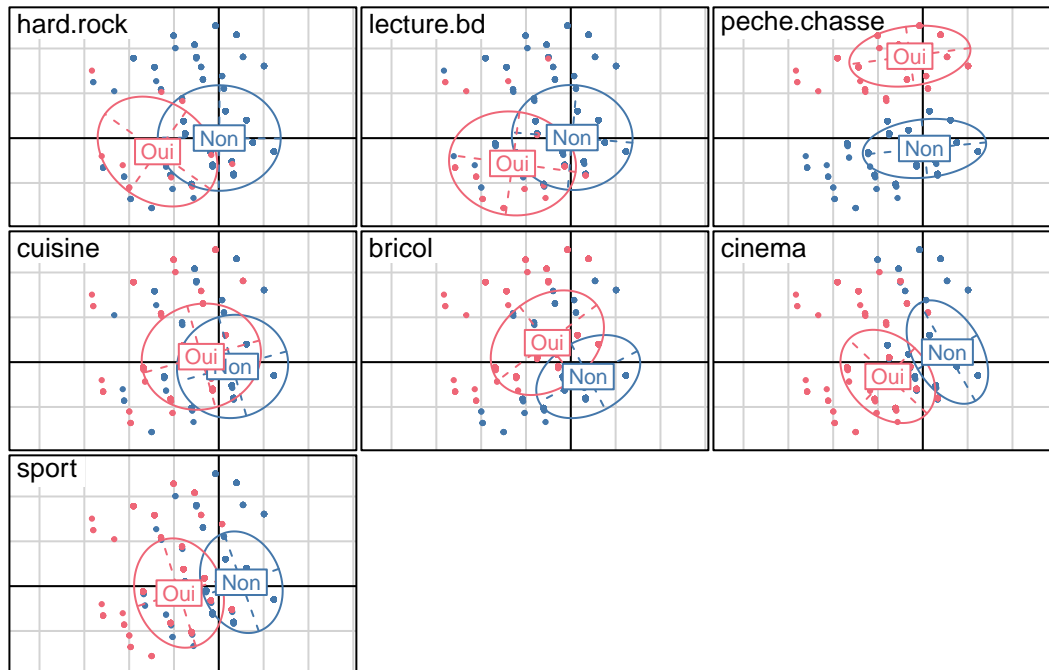 hard.rock
Oui
Non
lecture.bd
Oui
Non
peche.chasse
Oui
Non
cuisine
Oui
Non
bricol
Oui
Non
cinema
Oui
Non
sport
Oui
Non